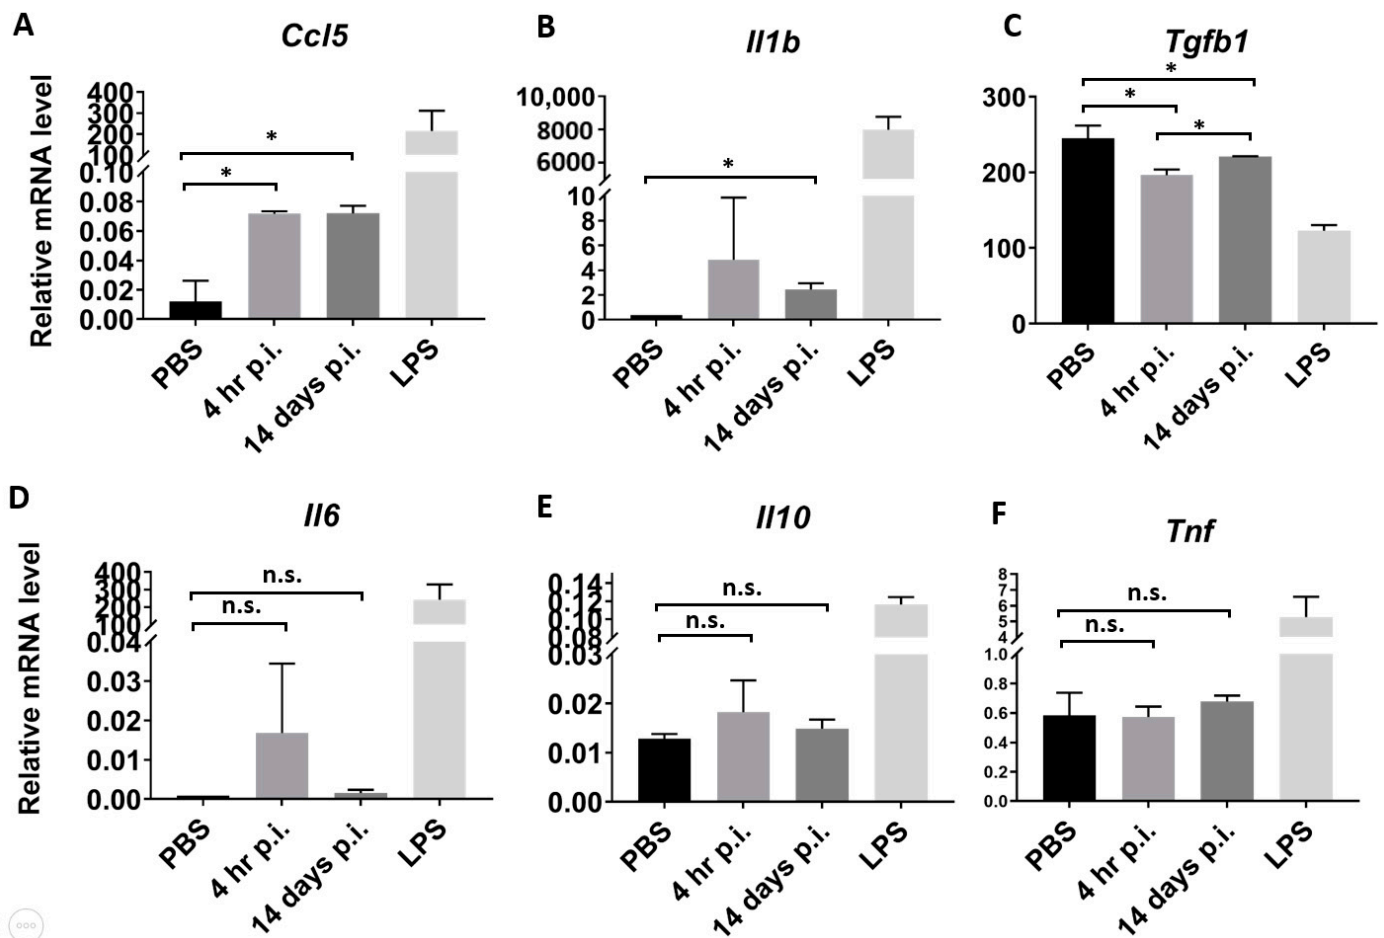 A
Ccl5
Relative mRNA level
400
300
200
100
0.10
0.08
0.06
0.04
0.02
0.00
*
*
PBS
4 hr p.i.
14 days p.i.
LPS
B
Il1b
10,000
8000
6000
10
8
6
4
2
0
*
PBS
4 hr p.i.
14 days p.i.
LPS
C
Tgfb1
300
200
100
0
*
*
*
PBS
4 hr p.i.
14 days p.i.
LPS
D
Il6
Relative mRNA level
400
300
200
100
0.04
0.03
0.02
0.01
0.00
n.s.
n.s.
PBS
4 hr p.i.
14 days p.i.
LPS
E
Il10
0.14
0.12
0.10
0.08
0.03
0.02
0.01
0.00
n.s.
n.s.
PBS
4 hr p.i.
14 days p.i.
LPS
F
Tnf
8
7
6
5
4
1.0
0.8
0.6
0.4
0.2
0.0
n.s.
n.s.
PBS
4 hr p.i.
14 days p.i.
LPS